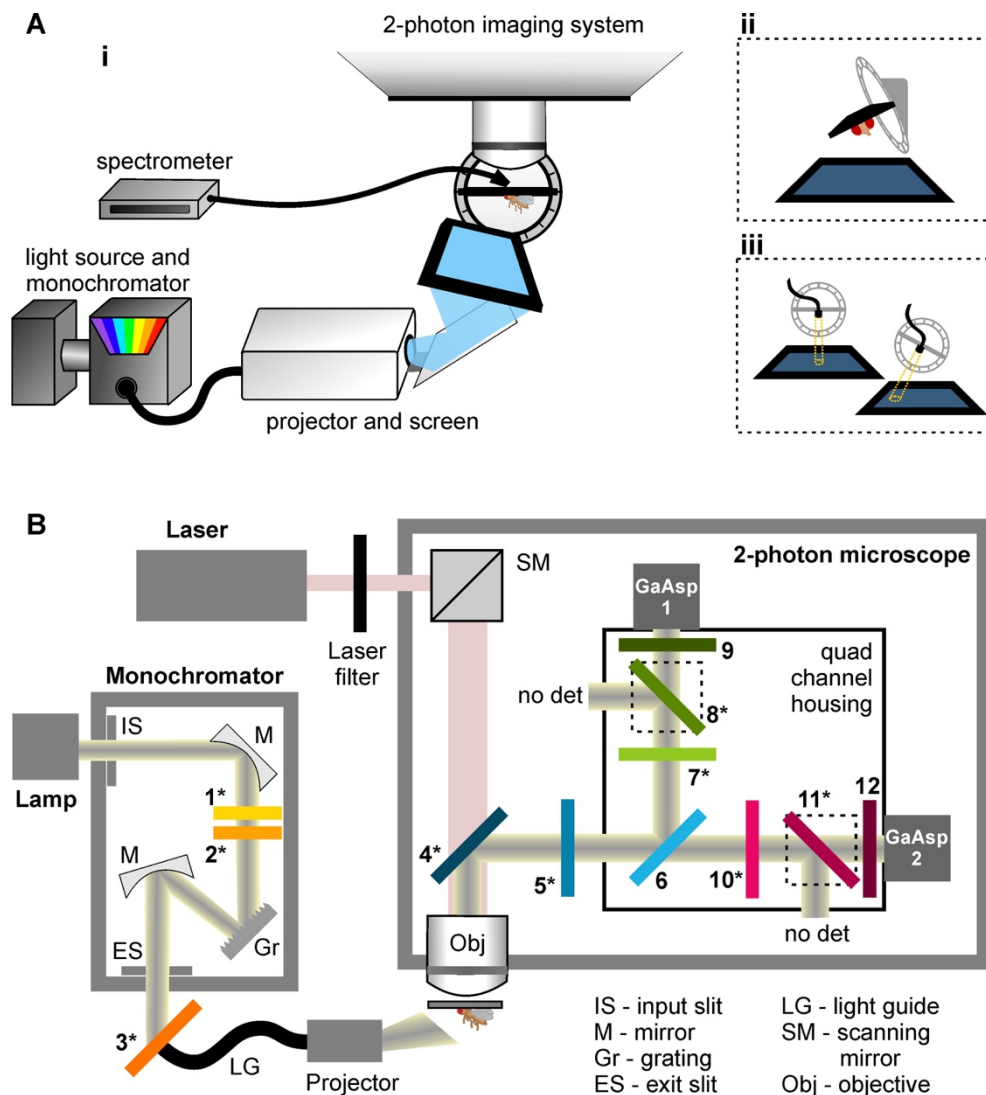 A
i
2-photon imaging system
spectrometer
light source and
monochromator
projector and screen
ii
iii
B
Laser
Laser
filter
SM
2-photon microscope
GaAsp
1
quad
channel
housing
9
no det
8*
7*
Monochromator
IS
M
Lamp
1*
2*
M
ES
Gr
3*
LG
Projector
4*
5*
6
10*
11*
12
GaAsp
2
no det
Obj
IS - input slit
M - mirror
Gr - grating
ES - exit slit
LG - light guide
SM - scanning
mirror
Obj - objective